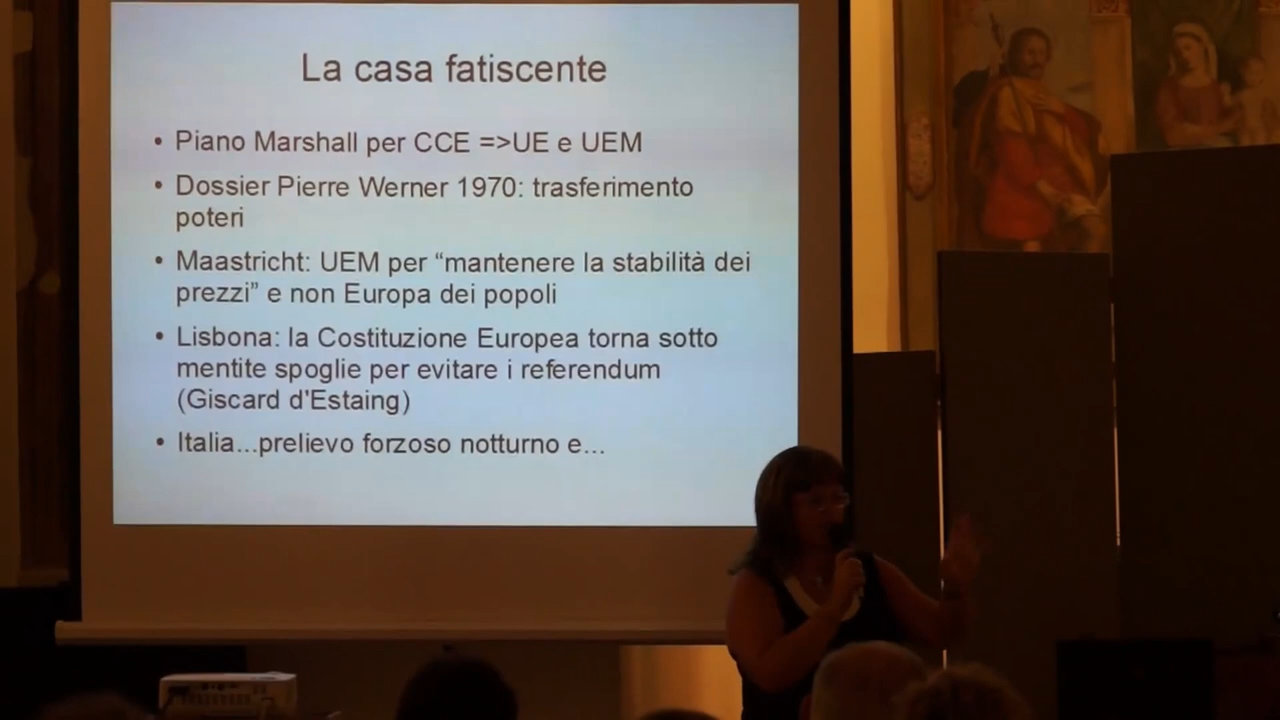 La casa fatiscente
• Piano Marshall per CCE =>UE e UEM
• Dossier Pierre Werner 1970: trasferimento
poteri
• Maastricht: UEM per “mantenere la stabilità dei
prezzi” e non Europa dei popoli
• Lisbona: la Costituzione Europea torna sotto
mentite spoglie per evitare i referendum
(Giscard d'Estaing)
• Italia...prelievo forzoso notturno e...